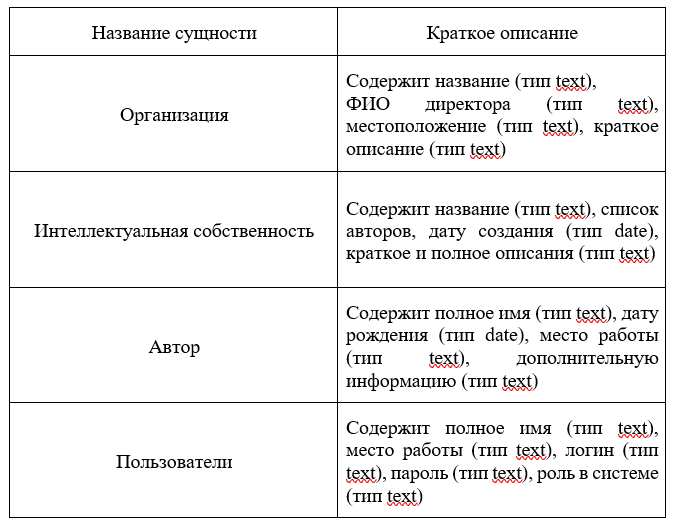 Название сущности
Краткое описание
Организация
Содержит название (тип text),
ФИО директора (тип text),
местоположение (тип text), краткое
описание (тип text)
Интеллектуальная собственность
Содержит название (тип text), список
авторов, дату создания (тип date),
краткое и полное описания (тип text)
Автор
Содержит полное имя (тип text), дату
рождения (тип date), место работы
(тип text), дополнительную
информацию (тип text)
Пользователи
Содержит полное имя (тип text),
место работы (тип text), логин (тип
text), пароль (тип text), роль в системе
(тип text)